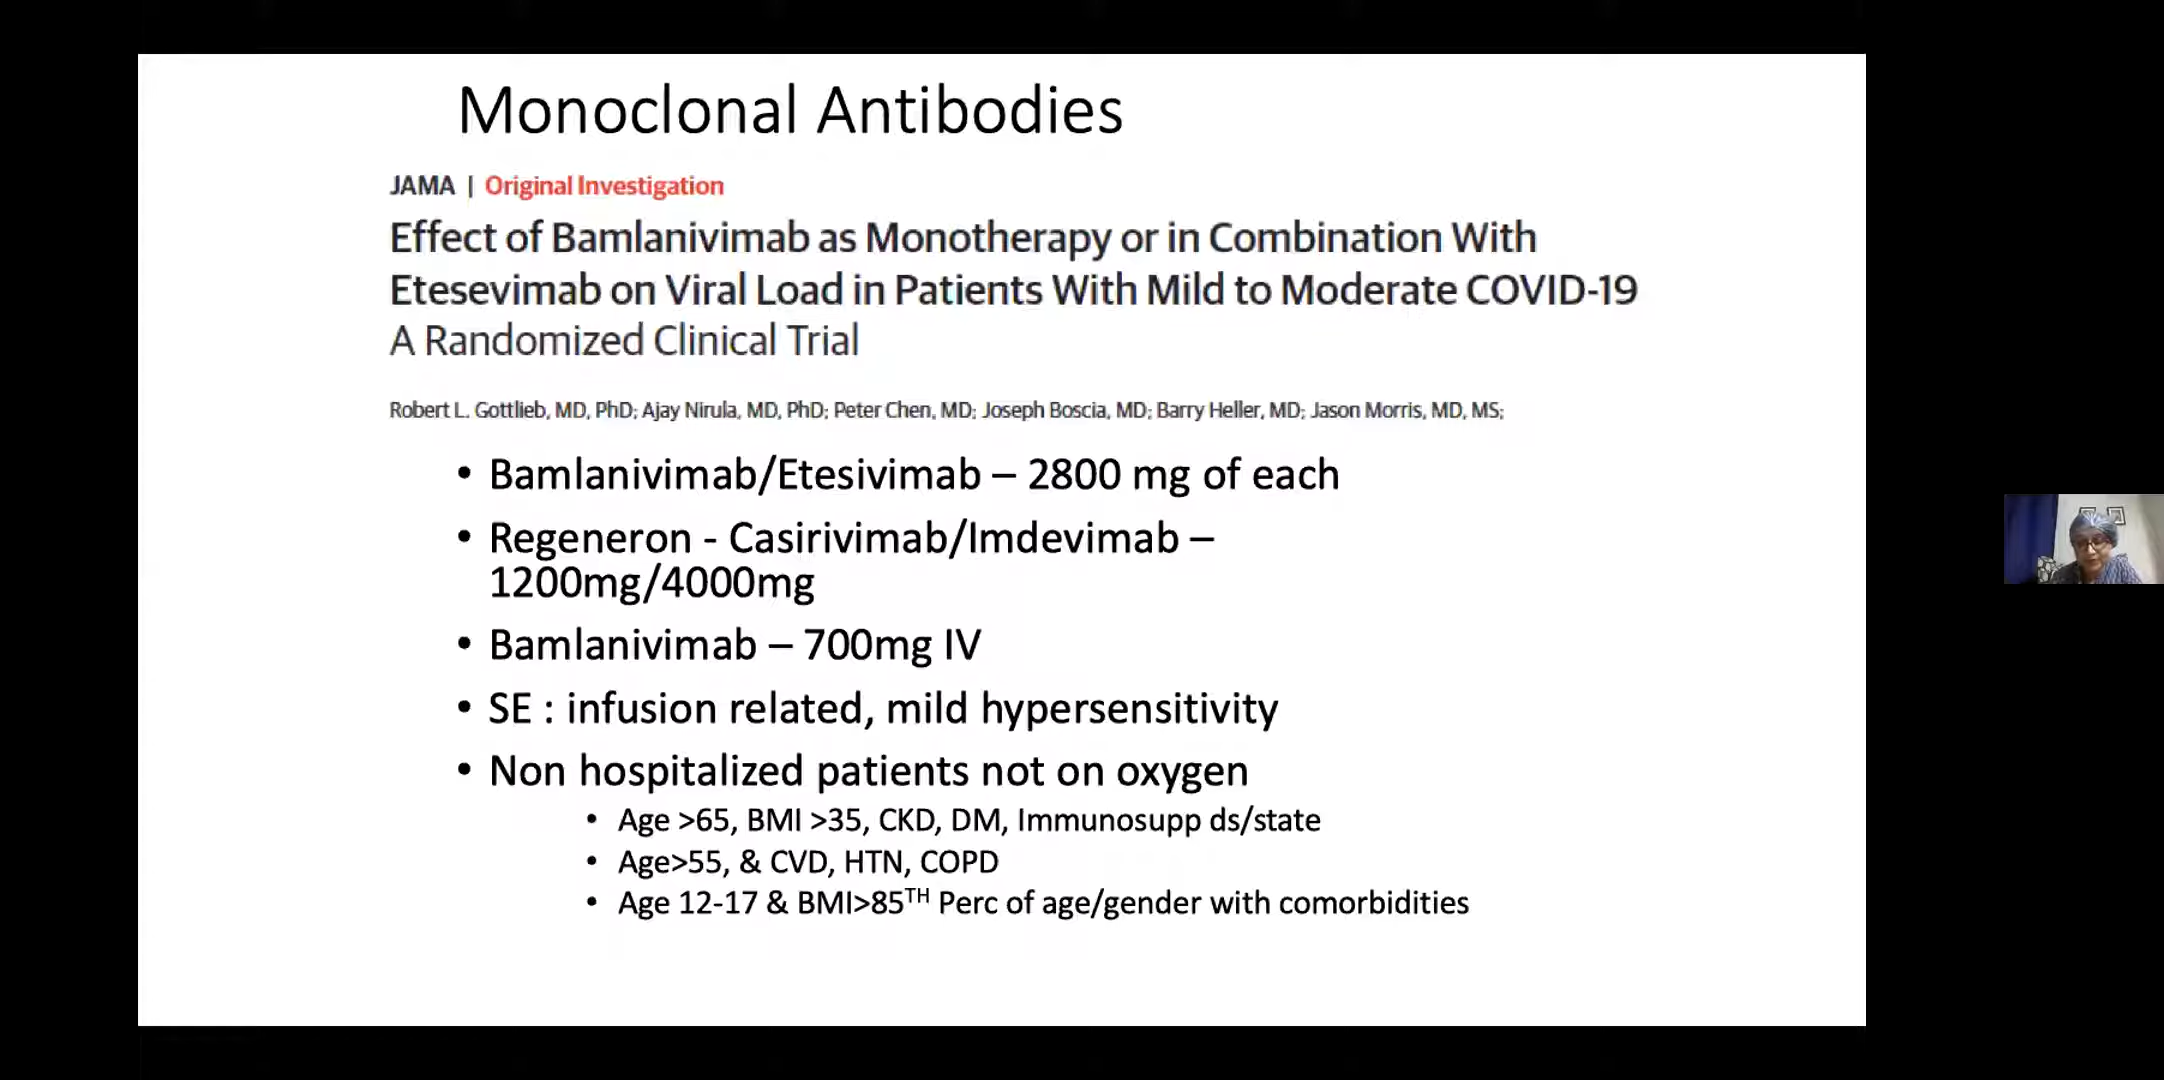 Monoclonal Antibodies
JAMA | Original Investigation
Effect of Bamlanivimab as Monotherapy or in Combination With
Etesevimab on Viral Load in Patients With Mild to Moderate COVID-19
A Randomized Clinical Trial
Robert L. Gottlieb, MD, PhD; Ajay Nirula, MD, PhD; Peter Chen, MD; Joseph Boscia, MD; Barry Heller, MD; Jason Morris, MD, MS;
• Bamlanivimab/Etesivimab – 2800 mg of each
• Regeneron - Casirivimab/Imdevimab –
1200mg/4000mg
• Bamlanivimab – 700mg IV
• SE : infusion related, mild hypersensitivity
• Non hospitalized patients not on oxygen
• Age >65, BMI >35, CKD, DM, Immunosupp ds/state
• Age>55, & CVD, HTN, COPD
• Age 12-17 & BMI>85TH Perc of age/gender with comorbidities